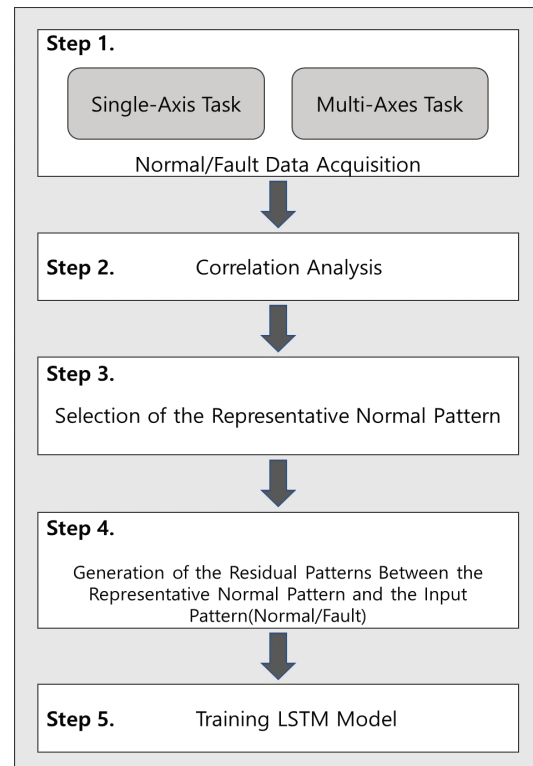 Step 1.
Single-Axis Task
Multi-Axes Task
Normal/Fault Data Acquisition
Step 2.
Correlation Analysis
Step 3.
Selection of the Representative Normal Pattern
Step 4.
Generation of the Residual Patterns Between the
Representative Normal Pattern and the Input
Pattern(Normal/Fault)
Step 5.
Training LSTM Model